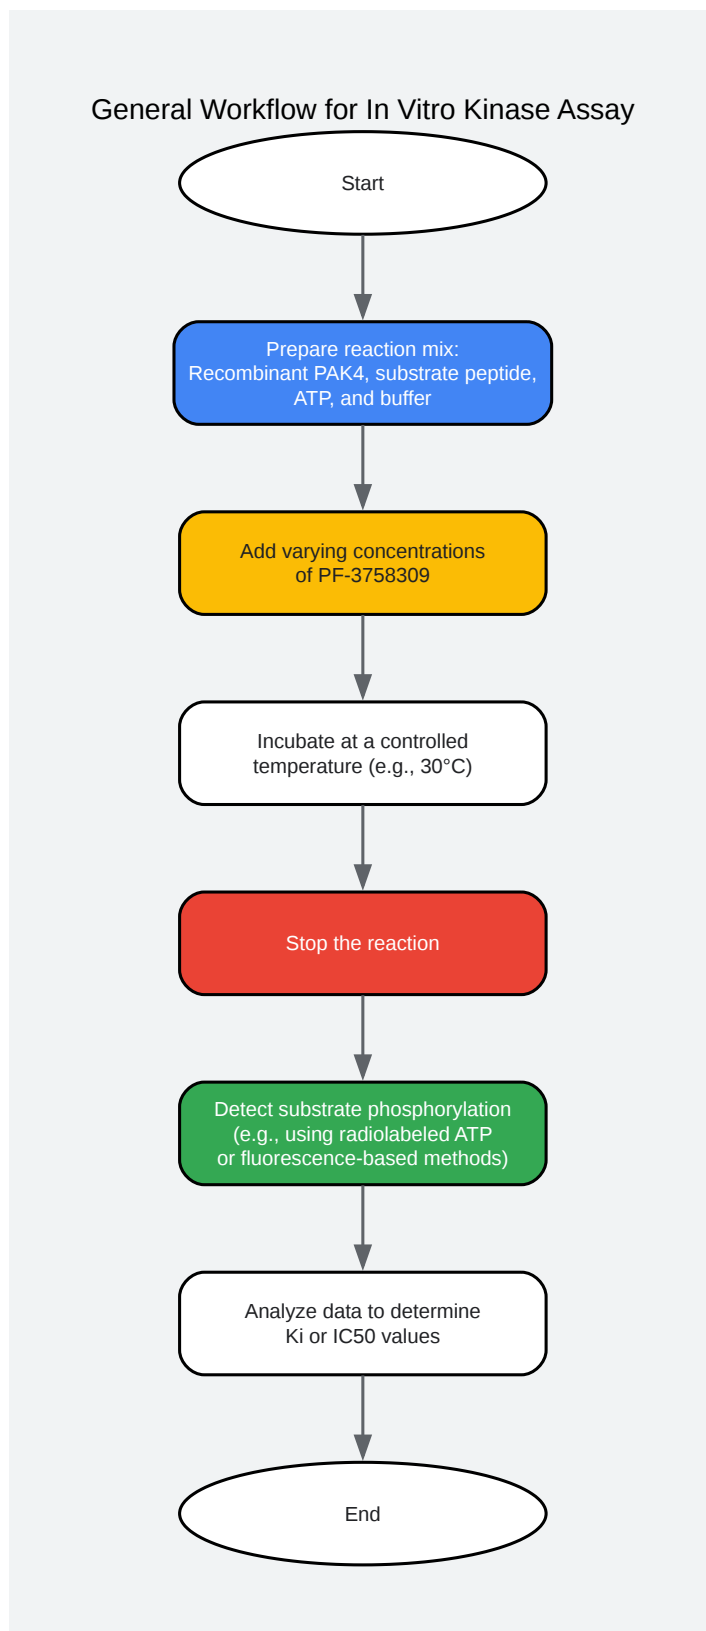 General Workflow for In Vitro Kinase Assay
Start
Prepare reaction mix:
Recombinant PAK4, substrate peptide,
ATP, and buffer
Add varying concentrations
of PF-3758309
Incubate at a controlled
temperature (e.g., 30°C)
Stop the reaction
Detect substrate phosphorylation
(e.g., using radiolabeled ATP
or fluorescence-based methods)
Analyze data to determine
Ki or IC50 values
End